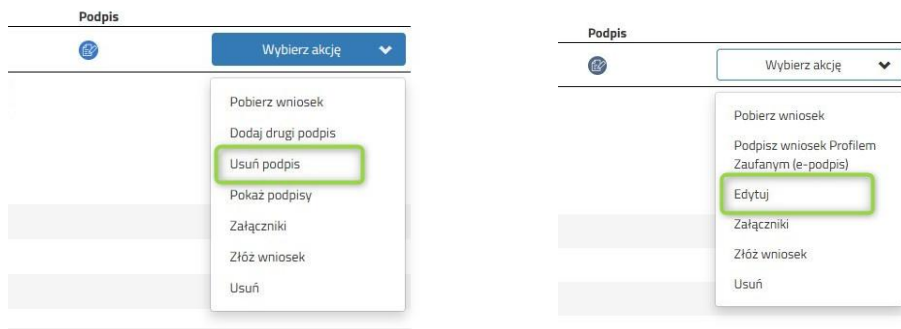 Podpis
Wybierz akcję
Pobierz wniosek
Dodaj drugi podpis
Usuń podpis
Pokaż podpisy
Załączniki
Złóż wniosek
Usuń
Podpis
Wybierz akcję
Pobierz wniosek
Podpisz wniosek Profilem
Zaufanym (e-podpis)
Edytuj
Załączniki
Złóż wniosek
Usuń